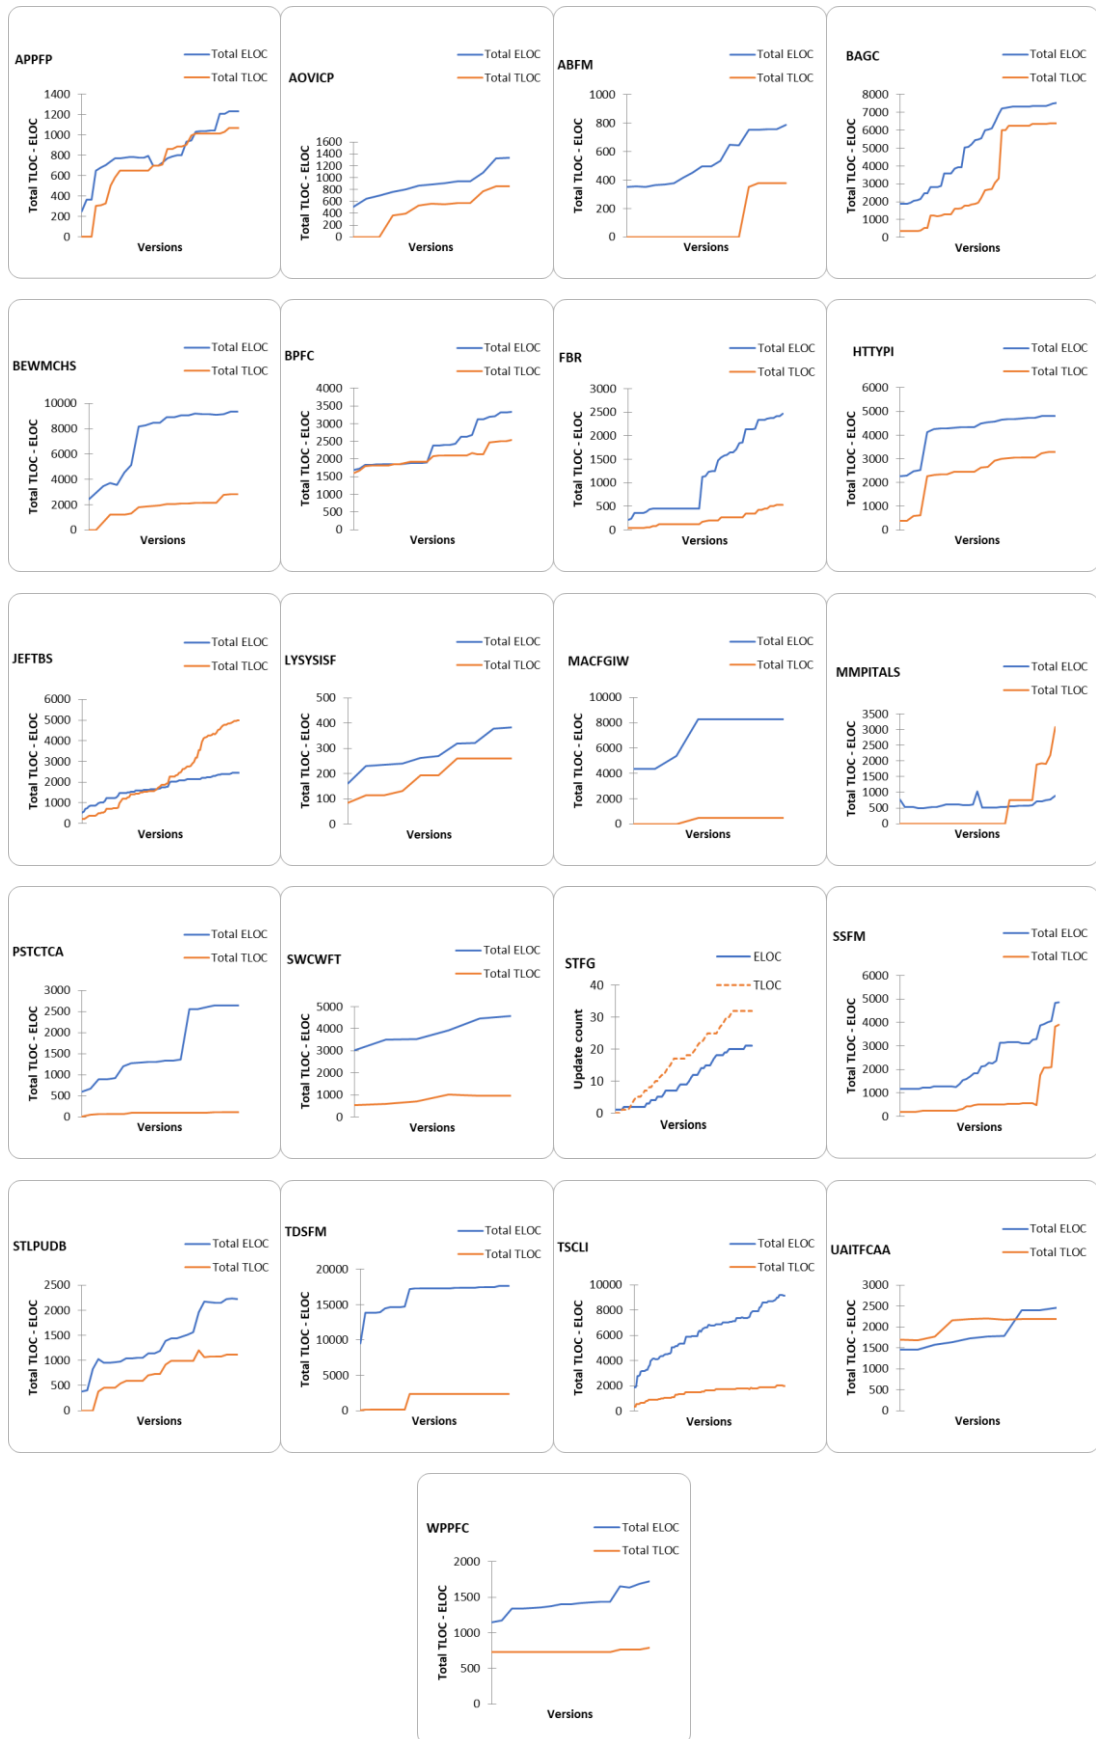 APPFP
Total ELOC
Total TLOC
Total TLOC - ELOC
1400
1200
1000
800
600
400
200
0
Versions
AOVICP
Total ELOC
Total TLOC
Total TLOC - ELOC
1600
1400
1200
1000
800
600
400
200
0
Versions
ABFM
Total ELOC
Total TLOC
Total TLOC - ELOC
1000
800
600
400
200
0
Versions
BAGC
Total ELOC
Total TLOC
Total TLOC - ELOC
8000
7000
6000
5000
4000
3000
2000
1000
0
Versions
BEWMCHS
Total ELOC
Total TLOC
Total TLOC - ELOC
10000
8000
6000
4000
2000
0
Versions
BPFC
Total ELOC
Total TLOC
Total TLOC - ELOC
4000
3500
3000
2500
2000
1500
1000
500
0
Versions
FBR
Total ELOC
Total TLOC
Total TLOC - ELOC
3000
2500
2000
1500
1000
500
0
Versions
HTTYPI
Total ELOC
Total TLOC
Total TLOC - ELOC
6000
5000
4000
3000
2000
1000
0
Versions
JEFTBS
Total ELOC
Total TLOC
Total TLOC - ELOC
6000
5000
4000
3000
2000
1000
0
Versions
LYSYSISF
Total ELOC
Total TLOC
Total TLOC - ELOC
500
400
300
200
100
0
Versions
MACFGIW
Total ELOC
Total TLOC
Total TLOC - ELOC
10000
8000
6000
4000
2000
0
Versions
MMPITALS
Total ELOC
Total TLOC
Total TLOC - ELOC
3500
3000
2500
2000
1500
1000
500
0
Versions
PSTCTCA
Total ELOC
Total TLOC
Total TLOC - ELOC
3000
2500
2000
1500
1000
500
0
Versions
SWCWFT
Total ELOC
Total TLOC
Total TLOC - ELOC
5000
4000
3000
2000
1000
0
Versions
STFG
ELOC
TLOC
Update count
40
30
20
10
0
Versions
SSFM
Total ELOC
Total TLOC
Total TLOC - ELOC
6000
5000
4000
3000
2000
1000
0
Versions
STLPUDB
Total ELOC
Total TLOC
Total TLOC - ELOC
2500
2000
1500
1000
500
0
Versions
TDSFM
Total ELOC
Total TLOC
Total TLOC - ELOC
20000
15000
10000
5000
0
Versions
TSCLI
Total ELOC
Total TLOC
Total TLOC - ELOC
10000
8000
6000
4000
2000
0
Versions
UAITFCAA
Total ELOC
Total TLOC
Total TLOC - ELOC
3000
2500
2000
1500
1000
500
0
Versions
WPPFC
Total ELOC
Total TLOC
Total TLOC - ELOC
2000
1500
1000
500
0
Versions